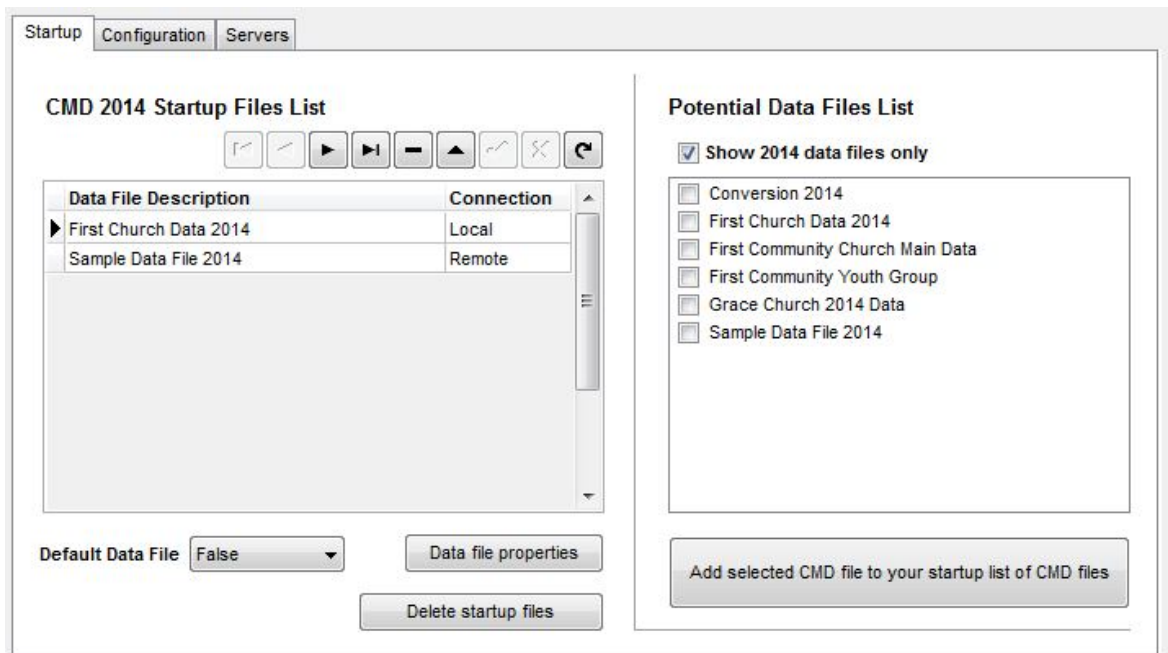 Startup Configuration Servers
CMD 2014 Startup Files List
Data File Description Connection
First Church Data 2014 Local
Sample Data File 2014 Remote
Default Data File False Data file properties
Delete startup files
Potential Data Files List
Show 2014 data files only
Conversion 2014
First Church Data 2014
First Community Church Main Data
First Community Youth Group
Grace Church 2014 Data
Sample Data File 2014
Add selected CMD file to your startup list of CMD files